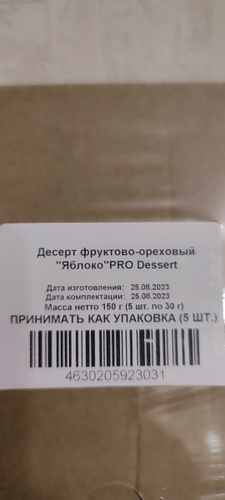 Десерт фруктово-ореховый
"Яблоко"PRO Dessert
Дата изготовления: 25.08.2023
Дата комплектации: 25.08.2023
Масса нетто 150 г (5 шт. по 30 г)
ПРИНИМАТЬ КАК УПАКОВКА (5 ШТ.)
4630205923031